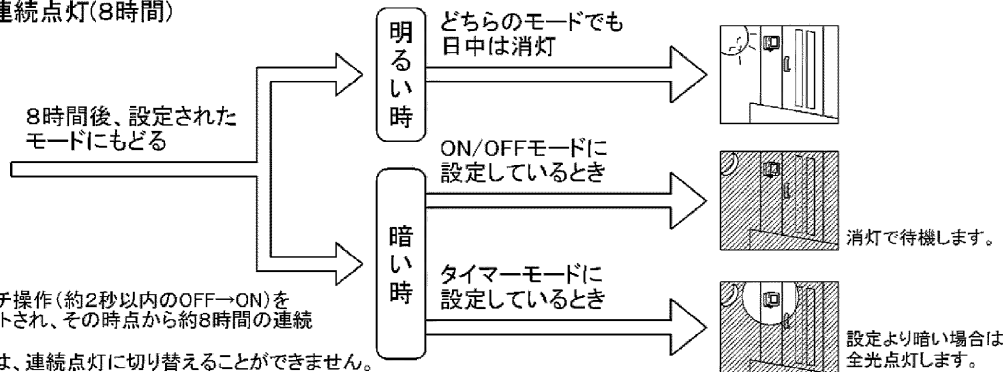 連続点灯(8時間)
8時間後、設定された
モードにもどる
明るい時
どちらのモードでも
日中は消灯
暗い時
ON/OFFモードに
設定しているとき
消灯で待機します。
タイマーモードに
設定しているとき
設定より暗い場合は
全光点灯します。
チ操作(約2秒以内のOFF→ON)を
トされ、その時点から約8時間の連続
は、連続点灯に切り替えることができません。